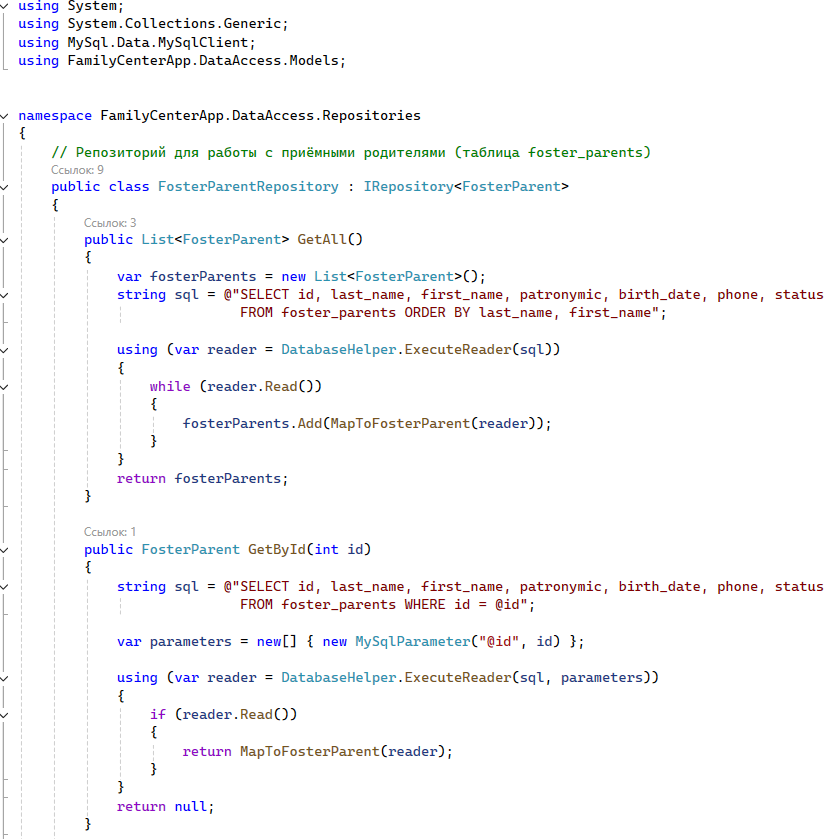 using System;
using System.Collections.Generic;
using MySql.Data.MySqlClient;
using FamilyCenterApp.DataAccess.Models;
namespace FamilyCenterApp.DataAccess.Repositories
{
// Репозиторий для работы с приёмными родителями (таблица foster_parents)
Ссылок: 9
public class FosterParentRepository : IRepository<FosterParent>
{
Ссылок: 3
public List<FosterParent> GetAll()
{
var fosterParents = new List<FosterParent>();
string sql = @"SELECT id, last_name, first_name, patronymic, birth_date, phone, status
FROM foster_parents ORDER BY last_name, first_name";
using (var reader = DatabaseHelper.ExecuteReader(sql))
{
while (reader.Read())
{
fosterParents.Add(MapToFosterParent(reader));
}
}
return fosterParents;
}
Ссылок: 1
public FosterParent GetById(int id)
{
string sql = @"SELECT id, last_name, first_name, patronymic, birth_date, phone, status
FROM foster_parents WHERE id = @id";
var parameters = new[] { new MySqlParameter("@id", id) };
using (var reader = DatabaseHelper.ExecuteReader(sql, parameters))
{
if (reader.Read())
{
return MapToFosterParent(reader);
}
}
return null;
}